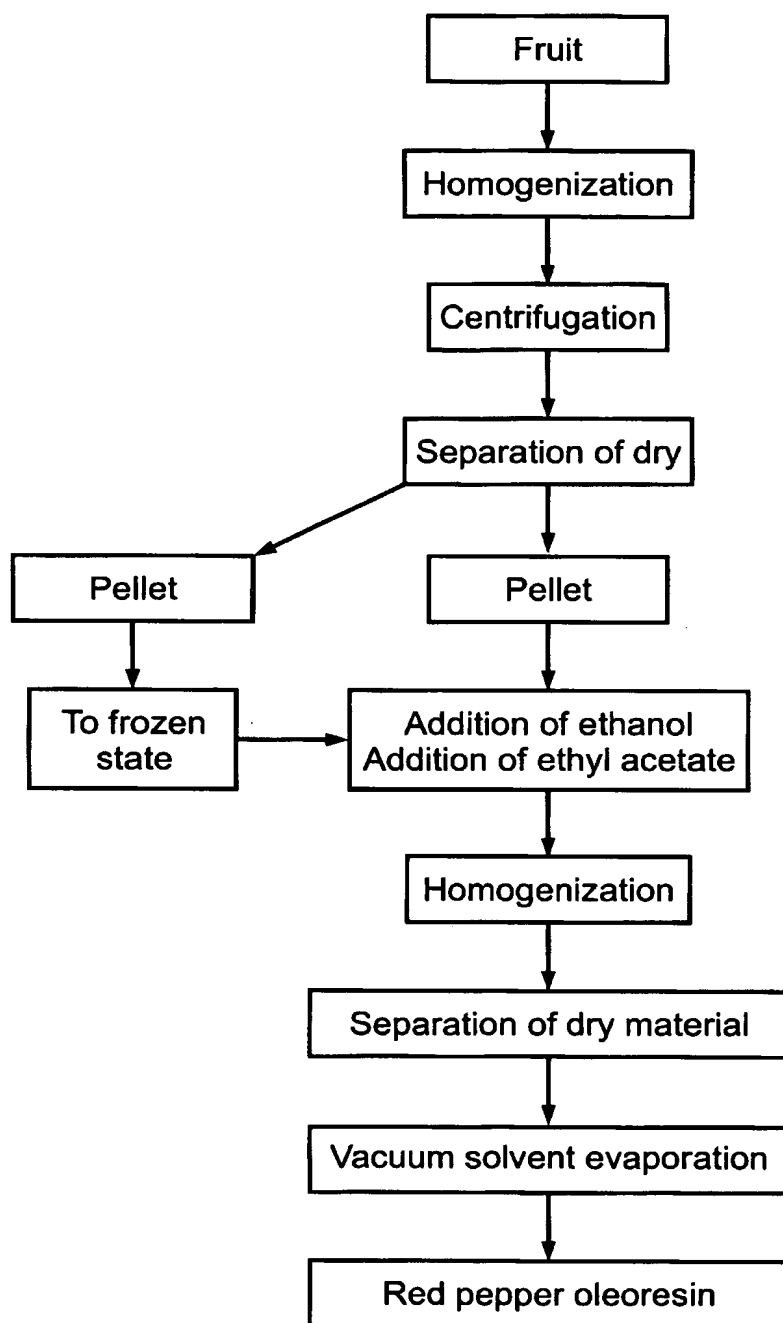 Fruit
Homogenization
Centrifugation
Separation of dry
Pellet
Pellet
To frozen
state
Addition of ethanol
Addition of ethyl acetate
Homogenization
Separation of dry material
Vacuum solvent evaporation
Red pepper oleoresin